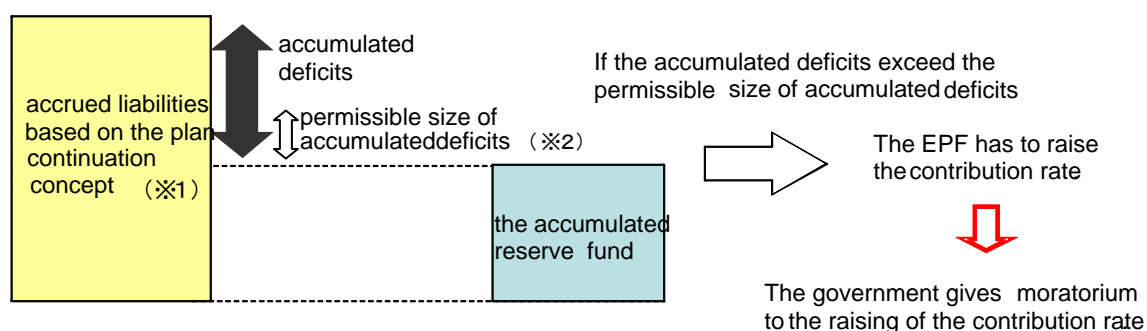 accumulated
deficits
accrued liabilities
based on the plan
continuation
concept （※1）
permissible size of
accumulateddeficits （※2）
the accumulated
reserve fund
If the accumulated deficits exceed the
permissible size of accumulated deficits
The EPF has to raise
the contribution rate
The government gives moratorium
to the raising of the contribution rate